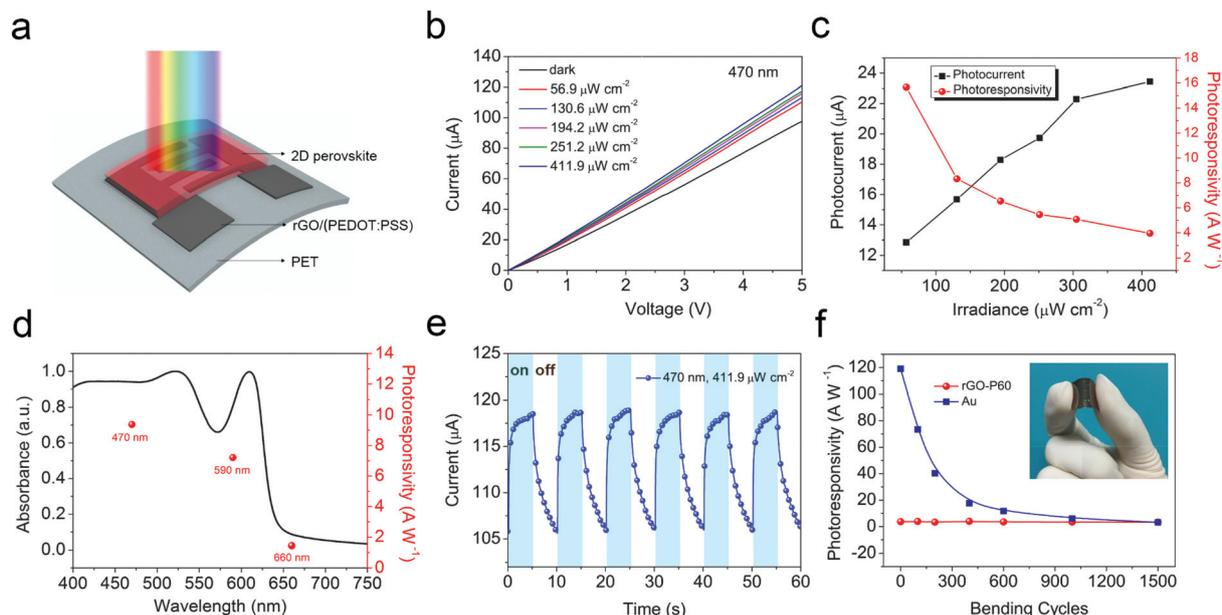 a
2D perovskite
rGO/(PEDOT:PSS)
PET
b
140
120
100
80
60
40
20
0
Current (μA)
dark
56.9 μW cm-2
130.6 μW cm-2
194.2 μW cm-2
251.2 μW cm-2
411.9 μW cm-2
470 nm
0 1 2 3 4 5
Voltage (V)
c
24
22
20
18
16
14
12
Photocurrent (μA)
Photocurrent
Photoresponsivity
18
16
14
12
10
8
6
4
2
Photoresponsivity (A W-1)
100 200 300 400
Irradiance (μW cm-2)
d
1.0
0.8
0.6
0.4
0.2
0.0
Absorbance (a.u.)
470 nm
590 nm
660 nm
14
12
10
8
6
4
2
0
Photoresponsivity (A W-1)
400 450 500 550 600 650 700 750
Wavelength (nm)
e
125
120
115
110
105
Current (μA)
on off
470 nm, 411.9 μW cm-2
0 10 20 30 40 50 60
Time (s)
f
120
100
80
60
40
20
0
-20
Photoresponsivity (A W-1)
rGO-P60
Au
0 300 600 900 1200 1500
Bending Cycles